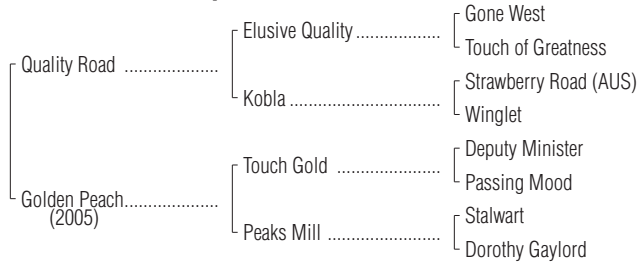 Gone West
Elusive Quality ..................
Touch of Greatness
Quality Road ....................
Strawberry Road (AUS)
Kobla ................................
Winglet
Deputy Minister
Touch Gold ......................
Passing Mood
Golden Peach....................
(2005)
Stalwart
Peaks Mill ........................
Dorothy Gaylord